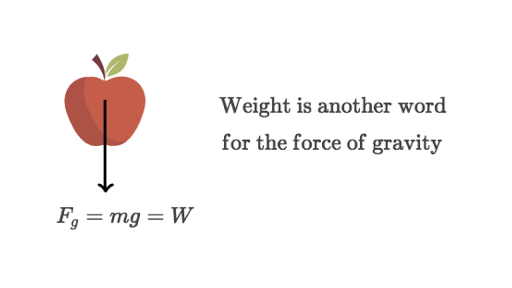 Weight is another word
for the force of gravity
F_g = mg = W